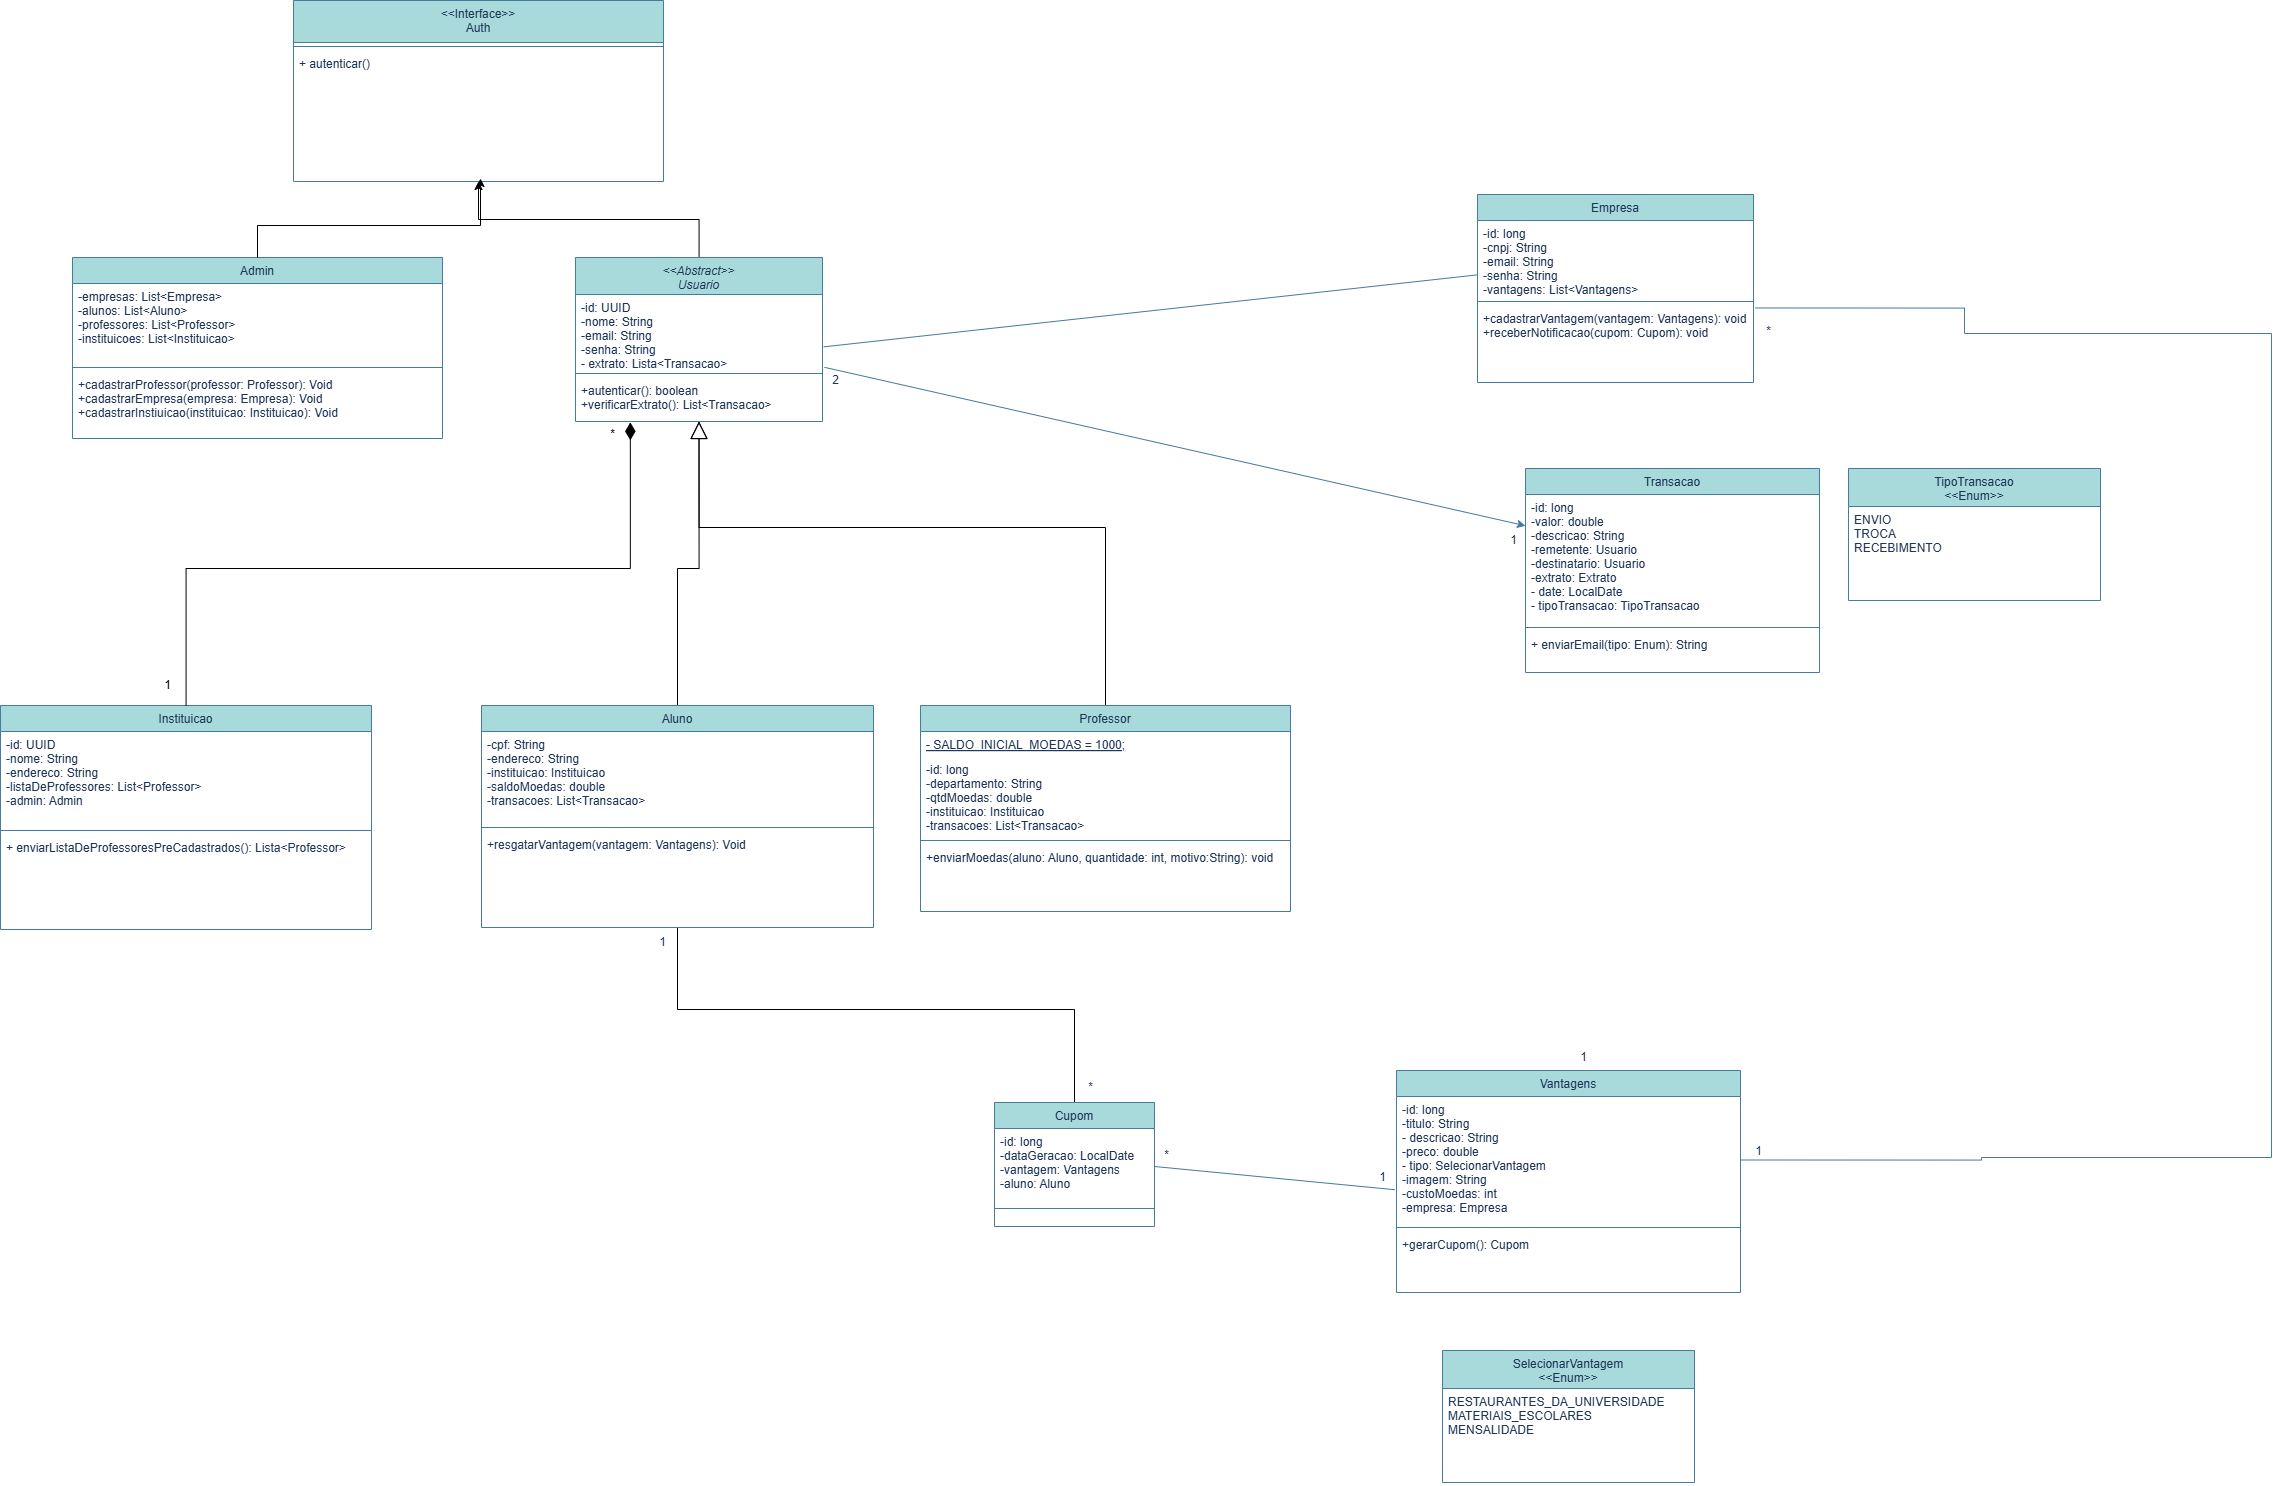 <<Interface>>
Auth
+ autenticar()
Admin
-empresas: List<Empresa>
-alunos: List<Aluno>
-professores: List<Professor>
-instituicoes: List<Instituicao>
+cadastrarProfessor(professor: Professor): Void
+cadastrarEmpresa(empresa: Empresa): Void
+cadastrarInstiuicao(instituicao: Instituicao): Void
<<Abstract>>
Usuario
-id: UUID
-nome: String
-email: String
-senha: String
- extrato: Lista<Transacao>
+autenticar(): boolean
+verificarExtrato(): List<Transacao>
*
2
Empresa
-id: long
-cnpj: String
-email: String
-senha: String
-vantagens: List<Vantagens>
+cadastrarVantagem(vantagem: Vantagens): void
+receberNotificacao(cupom: Cupom): void
*
Transacao
-id: long
-valor: double
-descricao: String
-remetente: Usuario
-destinatario: Usuario
-extrato: Extrato
- date: LocalDate
- tipoTransacao: TipoTransacao
+ enviarEmail(tipo: Enum): String
1
TipoTransacao
<<Enum>>
ENVIO
TROCA
RECEBIMENTO
1
Instituicao
-id: UUID
-nome: String
-endereco: String
-listaDeProfessores: List<Professor>
-admin: Admin
+ enviarListaDeProfessoresPreCadastrados(): Lista<Professor>
Aluno
-cpf: String
-endereco: String
-instituicao: Instituicao
-saldoMoedas: double
-transacoes: List<Transacao>
+resgatarVantagem(vantagem: Vantagens): Void
1
Professor
- SALDO_INICIAL_MOEDAS = 1000;
-id: long
-departamento: String
-qtdMoedas: double
-instituicao: Instituicao
-transacoes: List<Transacao>
+enviarMoedas(aluno: Aluno, quantidade: int, motivo:String): void
*
Cupom
-id: long
-dataGeracao: LocalDate
-vantagem: Vantagens
-aluno: Aluno
*
1
1
Vantagens
-id: long
-titulo: String
- descricao: String
-preco: double
- tipo: SelecionarVantagem
-imagem: String
-custoMoedas: int
-empresa: Empresa
+gerarCupom(): Cupom
1
SelecionarVantagem
<<Enum>>
RESTAURANTES_DA_UNIVERSIDADE
MATERIAIS_ESCOLARES
MENSALIDADE